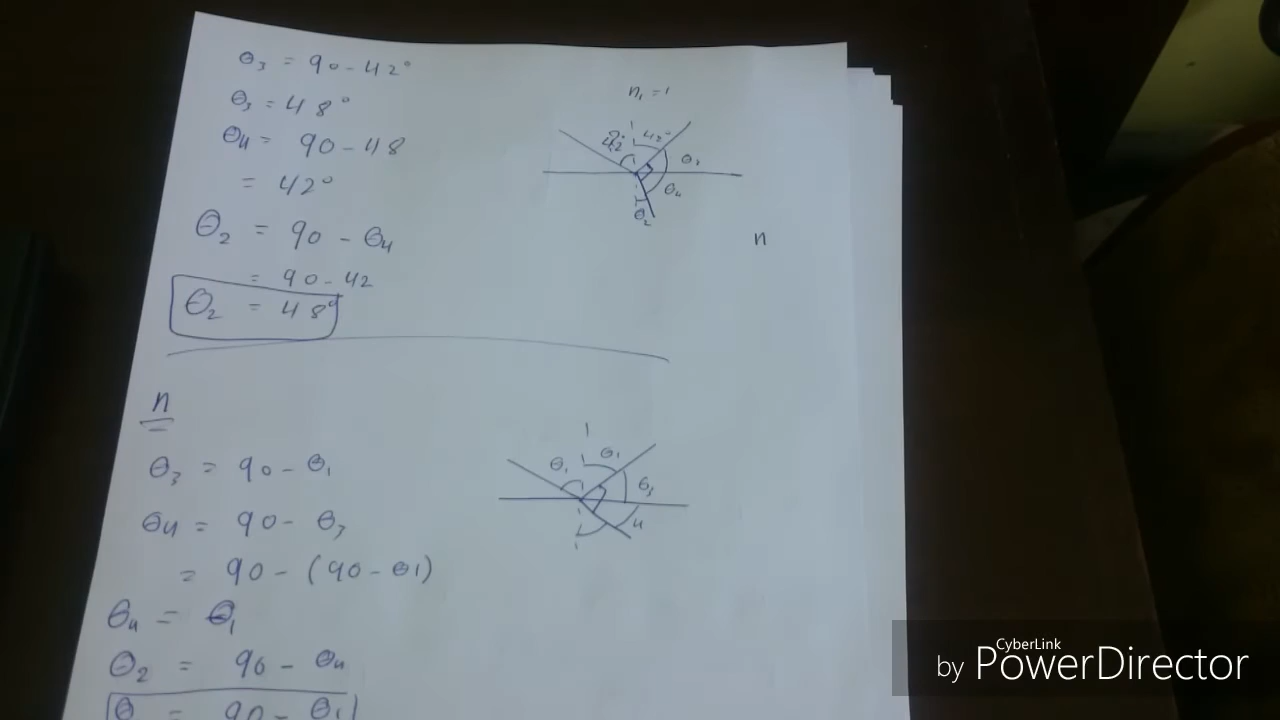 θ₃ = 90 - 42°
θ₃ = 48°
θ₄ = 90 - 48
= 42°
θ₂ = 90 - θ₄
= 90 - 42
θ₂ = 48°
n₁ = 1
42°
θ₃
θ₄
θ₂
n
n
θ₃ = 90 - θ₁
θ₄ = 90 - θ₃
= 90 - (90 - θ1)
θ₄ = θ₁
θ₂ = 90 - θ₄
= 90 - θ1
θ₁ θ₁
θ₃
4
CyberLink
by PowerDirector